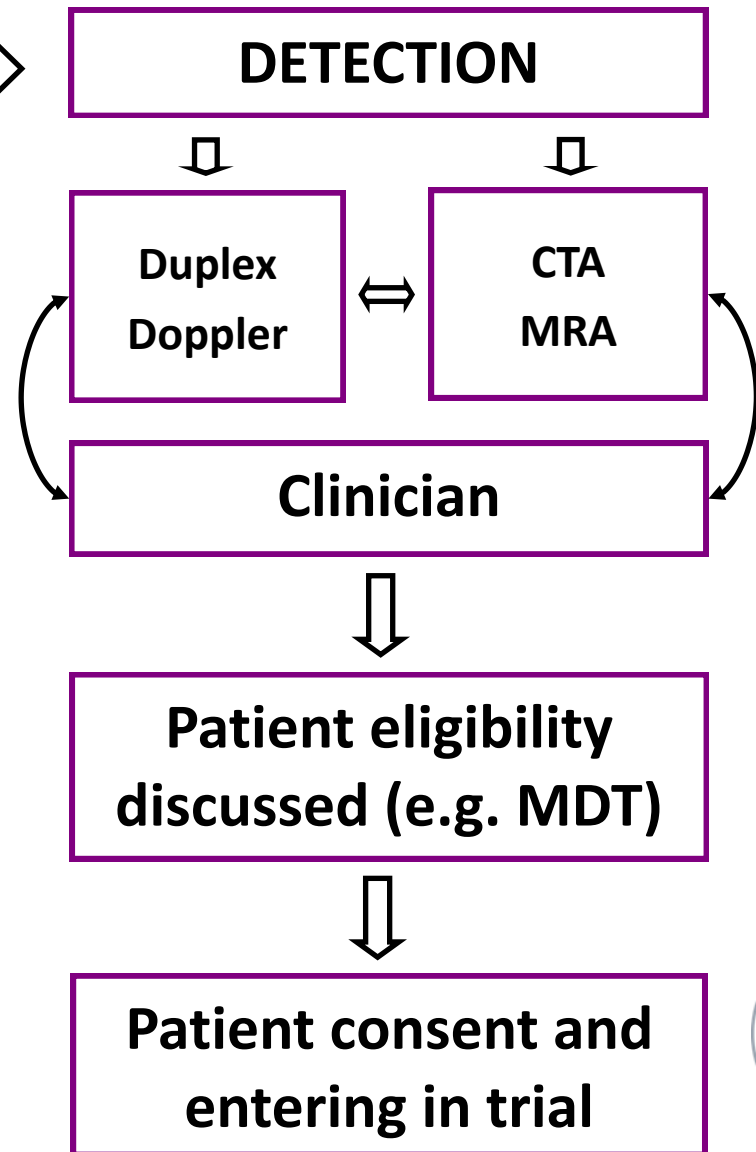 DETECTION
Duplex
Doppler
CTA
MRA
Clinician
Patient eligibility
discussed (e.g. MDT)
Patient consent and
entering in trial